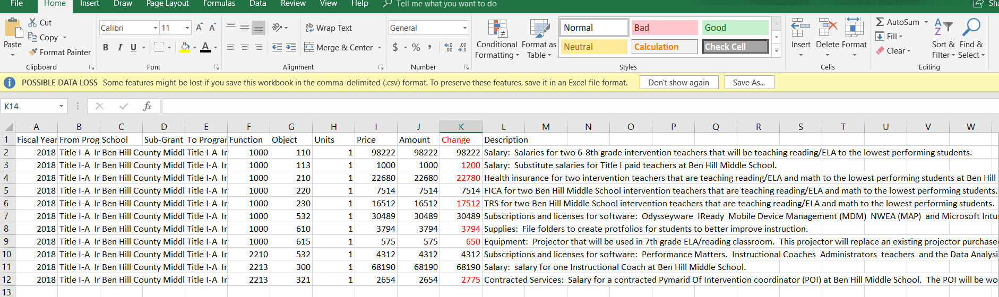 File Home Insert Draw Page Layout Formulas Data Review View Help Tell me what you want to do
Cut Calibri 11 A A ab Wrap Text General Normal Bad Good AutoSum
Copy
Paste B I U A Merge & Center $ % , .00 .00 Conditional Format as Neutral Calculation Check Cell Insert Delete Format Fill Sort & Find &
Format Painter Formatting Table Clear Filter Select
Clipboard Font Alignment Number Styles Cells Editing
POSSIBLE DATA LOSS Some features might be lost if you save this workbook in the comma-delimited (.csv) format. To preserve these features, save it in an Excel file format. Don't show again Save As...
K14 fx
A B C D E F G H I J K L M N O P Q R S T U V W
1 Fiscal Year From Prog School Sub-Grant To Prograr Function Object Units Price Amount Change Description
2 2018 Title I-A Ir Ben Hill County Middl Title I-A Ir 1000 110 1 98222 98222 98222 Salary: Salaries for two 6-8th grade intervention teachers that will be teaching reading/ELA to the lowest performing students.
3 2018 Title I-A Ir Ben Hill County Middl Title I-A Ir 1000 113 1 1000 1000 1200 Salary: Substitute salaries for Title I paid teachers at Ben Hill Middle School.
4 2018 Title I-A Ir Ben Hill County Middl Title I-A Ir 1000 210 1 22680 22680 22780 Health insurance for two intervention teachers that are teaching reading/ELA and math to the lowest performing students at Ben Hill
5 2018 Title I-A Ir Ben Hill County Middl Title I-A Ir 1000 220 1 7514 7514 7514 FICA for two Ben Hill Middle School intervention teachers that are teaching reading/ELA and math to the lowest performing students.
6 2018 Title I-A Ir Ben Hill County Middl Title I-A Ir 1000 230 1 16512 16512 17512 TRS for two Ben Hill Middle School intervention teachers that are teaching reading/ELA and math to the lowest performing students.
7 2018 Title I-A Ir Ben Hill County Middl Title I-A Ir 1000 532 1 30489 30489 30489 Subscriptions and licenses for software: Odysseyware IReady Mobile Device Management (MDM) NWEA (MAP) and Microsoft Intu
8 2018 Title I-A Ir Ben Hill County Middl Title I-A Ir 1000 610 1 3794 3794 3794 Supplies: File folders to create protfolios for students to better improve instruction.
9 2018 Title I-A Ir Ben Hill County Middl Title I-A Ir 1000 615 1 575 575 650 Equipment: Projector that will be used in 7th grade ELA/reading classroom. This projector will replace an existing projector purchase
10 2018 Title I-A Ir Ben Hill County Middl Title I-A Ir 2210 532 1 4312 4312 4312 Subscriptions and licenses for software: Performance Matters. Instructional Coaches Administrators teachers and the Data Analysi
11 2018 Title I-A Ir Ben Hill County Middl Title I-A Ir 2213 300 1 68190 68190 68190 Salary: salary for one Instructional Coach at Ben Hill Middle School.
12 2018 Title I-A Ir Ben Hill County Middl Title I-A Ir 2213 321 1 2654 2654 2775 Contracted Services: Salary for a contracted Pymarid Of Intervention coordinator (POI) at Ben Hill Middle School. The POI will be wo
13